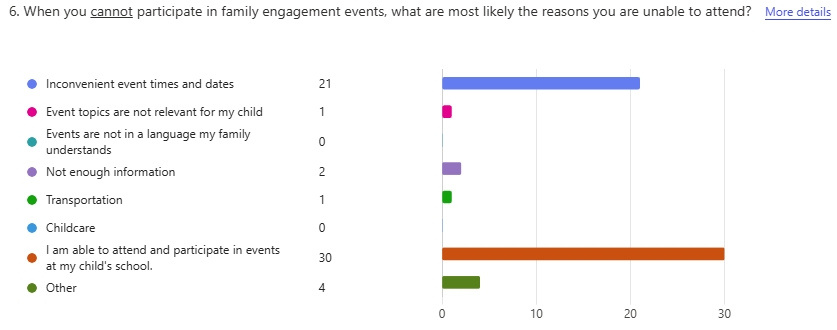 6. When you cannot participate in family engagement events, what are most likely the reasons you are unable to attend? More details
Inconvenient event times and dates 21
Event topics are not relevant for my child 1
Events are not in a language my family
understands 0
Not enough information 2
Transportation 1
Childcare 0
I am able to attend and participate in events
at my child's school. 30
Other 4
0 10 20 30